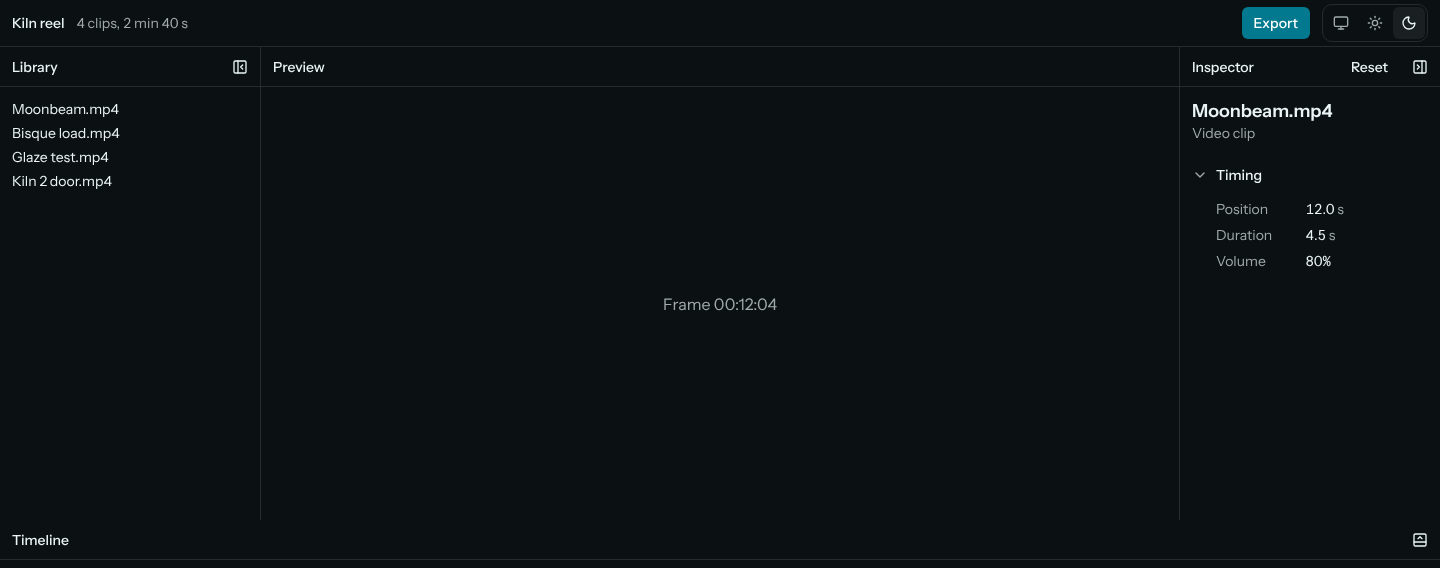 Kiln reel 4 clips, 2 min 40 s
Export
Library
Preview
Inspector
Reset
Moonbeam.mp4
Bisque load.mp4
Glaze test.mp4
Kiln 2 door.mp4
Frame 00:12:04
Moonbeam.mp4
Video clip
Timing
Position 12.0 s
Duration 4.5 s
Volume 80%
Timeline